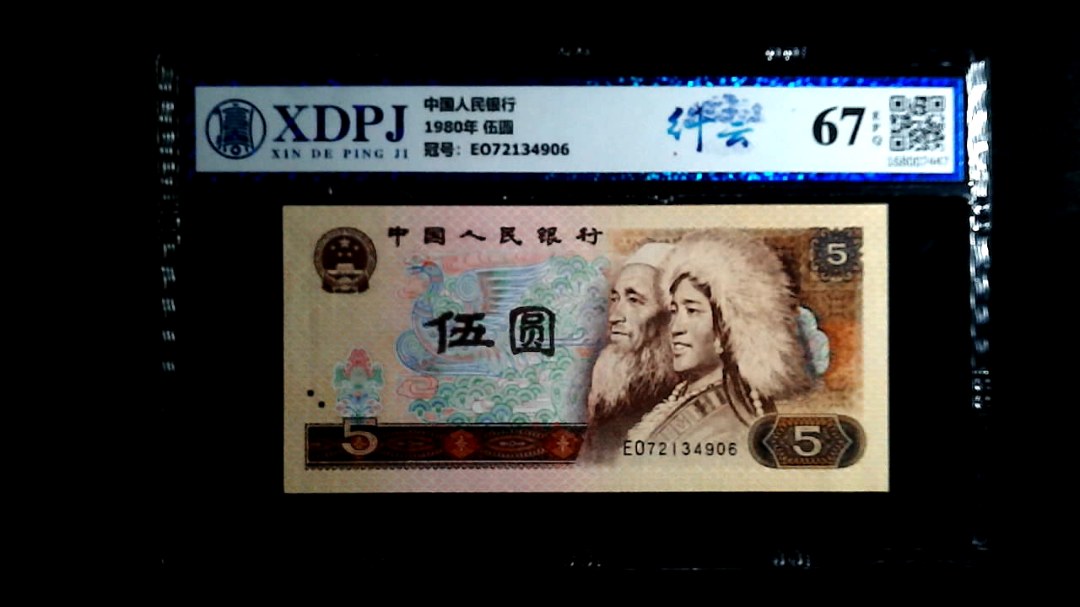 XDPJ
XIN DE PING JI
中国人民银行
1980年 伍圆
冠号：EO72134906
67
EPQ
中国人民银行
5
伍圆
5
EO72134906
5